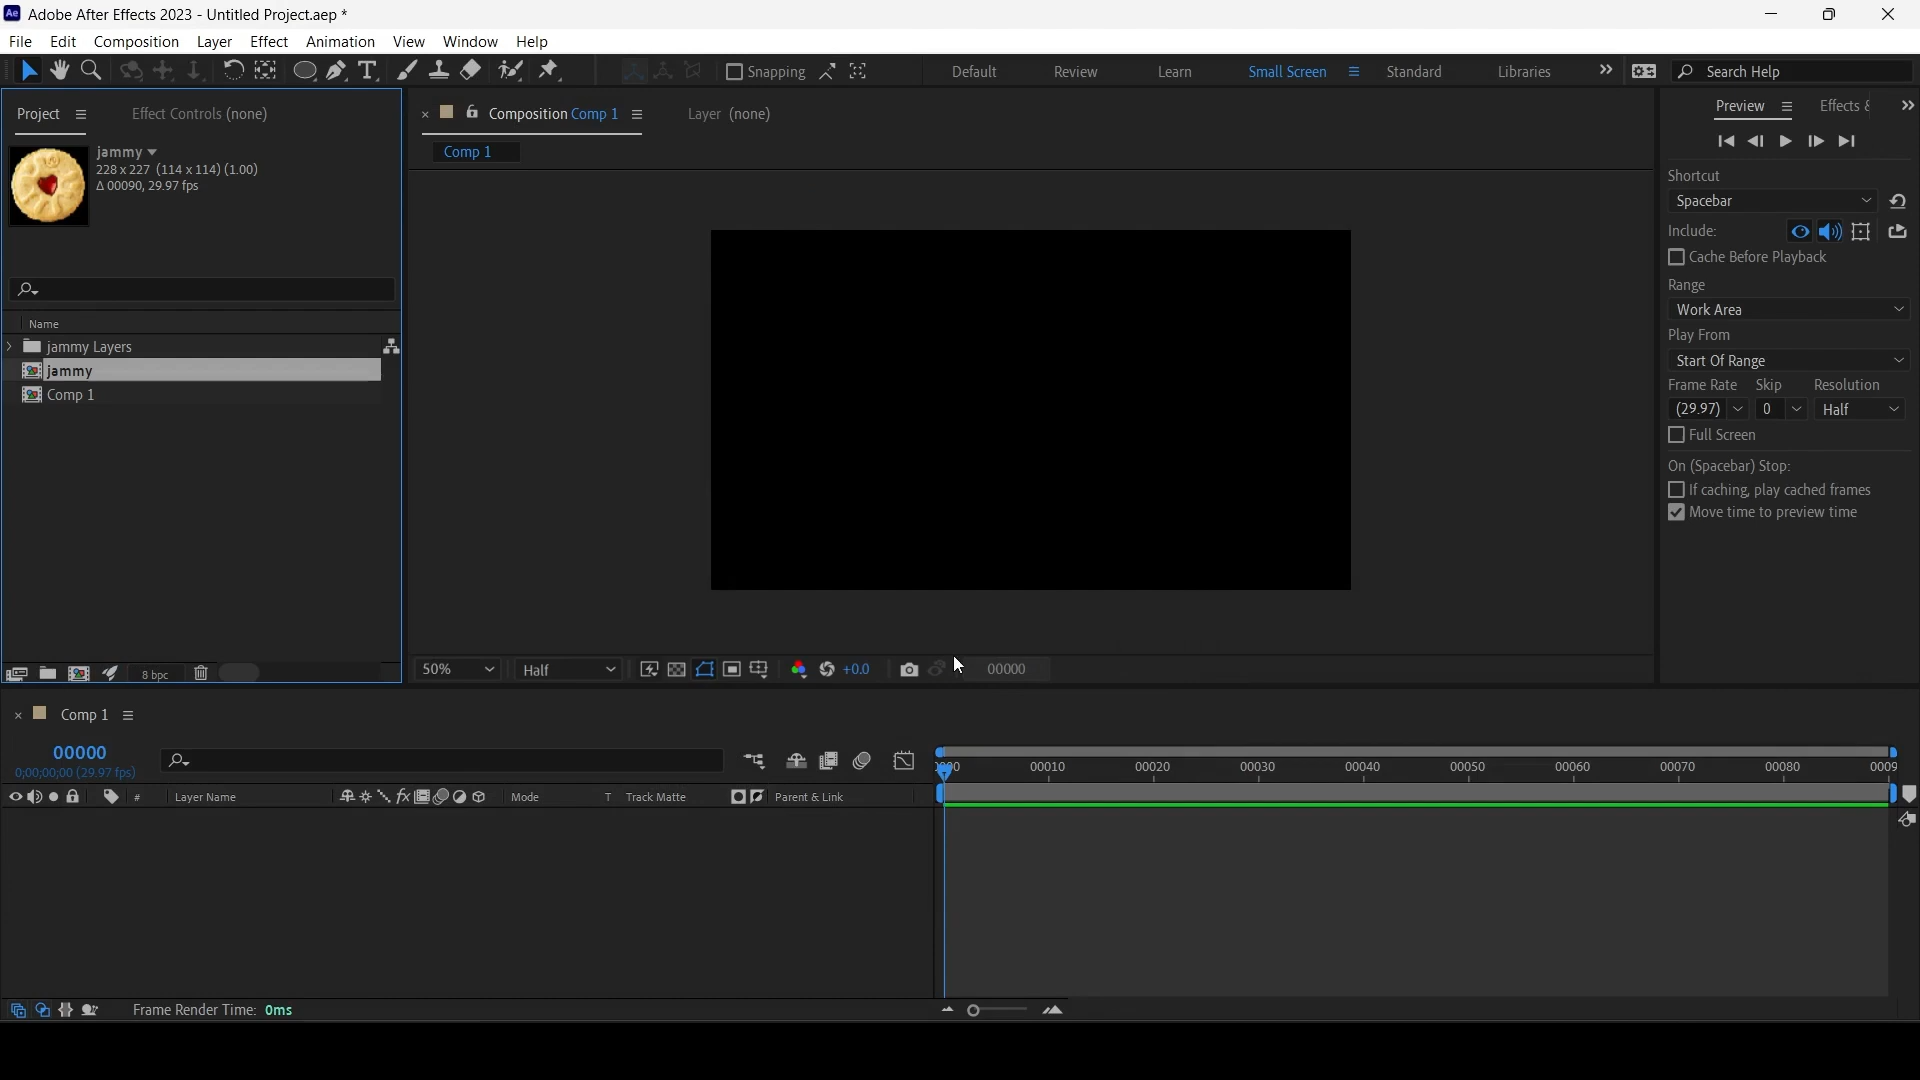 Ae Adobe After Effects 2023 - Untitled Project.aep *
File Edit Composition Layer Effect Animation View Window Help
T Snapping Default Review Learn Small Screen Standard Libraries Search Help
Project Effect Controls (none) Composition Comp 1 Layer (none) Preview Effects &
jammy
228 x 227 (114 x 114) (1.00)
Δ 00090, 29.97 fps
Comp 1
Name
jammy Layers
jammy
Comp 1
8 bpc
50% Half +0.0 00000
Shortcut
Spacebar
Include:
Cache Before Playback
Range
Work Area
Play From
Start Of Range
Frame Rate Skip Resolution
(29.97) 0 Half
Full Screen
On (Spacebar) Stop:
If caching, play cached frames
Move time to preview time
Comp 1
00000
0;00;00;00 (29.97 fps)
00010 00020 00030 00040 00050 00060 00070 00080
# Layer Name fx Mode T Track Matte Parent & Link
Frame Render Time: 0ms